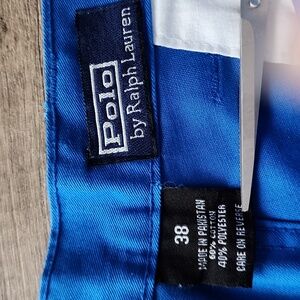 Polo
by Ralph Lauren
38
MADE IN PAKISTAN
60% COTTON
40% POLYESTER
CARE ON REVERSE